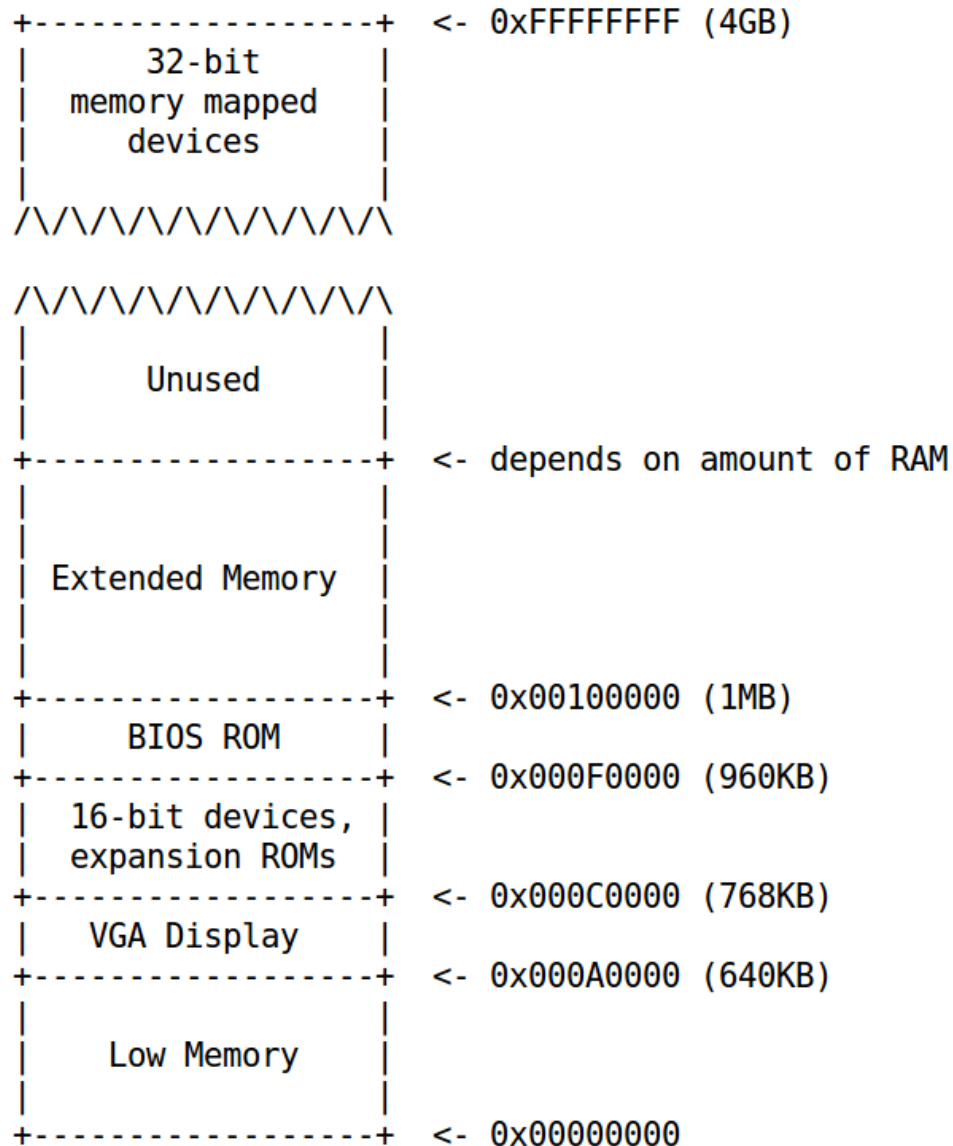 +------------------+  <- 0xFFFFFFFF (4GB)
|      32-bit      |
|  memory mapped   |
|     devices      |
|                  |
/\/\/\/\/\/\/\/\/\/\

/\/\/\/\/\/\/\/\/\/\
|                  |
|      Unused      |
|                  |
+------------------+  <- depends on amount of RAM
|                  |
|                  |
| Extended Memory  |
|                  |
|                  |
+------------------+  <- 0x00100000 (1MB)
|     BIOS ROM     |
+------------------+  <- 0x000F0000 (960KB)
|  16-bit devices, |
|  expansion ROMs  |
+------------------+  <- 0x000C0000 (768KB)
|   VGA Display    |
+------------------+  <- 0x000A0000 (640KB)
|                  |
|    Low Memory    |
|                  |
+------------------+  <- 0x00000000